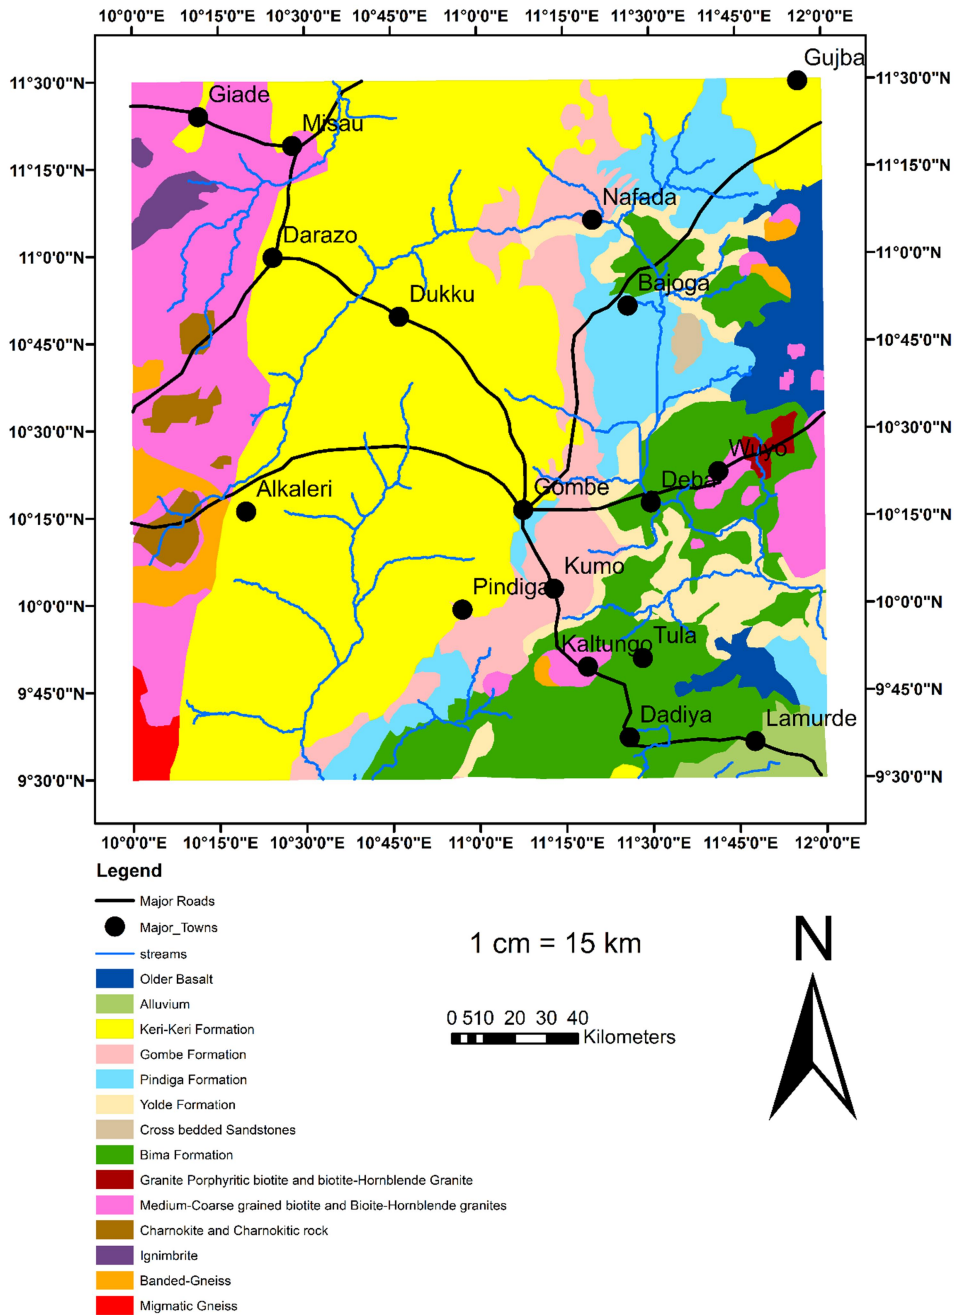 10°0'0"E 10°15'0"E 10°30'0"E 10°45'0"E 11°0'0"E 11°15'0"E 11°30'0"E 11°45'0"E 12°0'0"E
Gujba
11°30'0"N 11°30'0"N
Giade
Misau
11°15'0"N 11°15'0"N
Nafada
Darazo
11°0'0"N 11°0'0"N
Bajoga
Dukku
10°45'0"N 10°45'0"N
10°30'0"N 10°30'0"N
Wuyo
Deba
Gombe
Alkaleri
10°15'0"N 10°15'0"N
Kumo
Pindiga
10°0'0"N 10°0'0"N
Tula
Kaltungo
9°45'0"N 9°45'0"N
Dadiya
Lamurde
9°30'0"N 9°30'0"N
10°0'0"E 10°15'0"E 10°30'0"E 10°45'0"E 11°0'0"E 11°15'0"E 11°30'0"E 11°45'0"E 12°0'0"E
Legend
Major Roads
Major_Towns
streams
Older Basalt
Alluvium
Keri-Keri Formation
Gombe Formation
Pindiga Formation
Yolde Formation
Cross bedded Sandstones
Bima Formation
Granite Porphyritic biotite and biotite-Hornblende Granite
Medium-Coarse grained biotite and Bioite-Hornblende granites
Charnokite and Charnokitic rock
Ignimbrite
Banded-Gneiss
Migmatic Gneiss
1 cm = 15 km
0 5 10 20 30 40
Kilometers
N